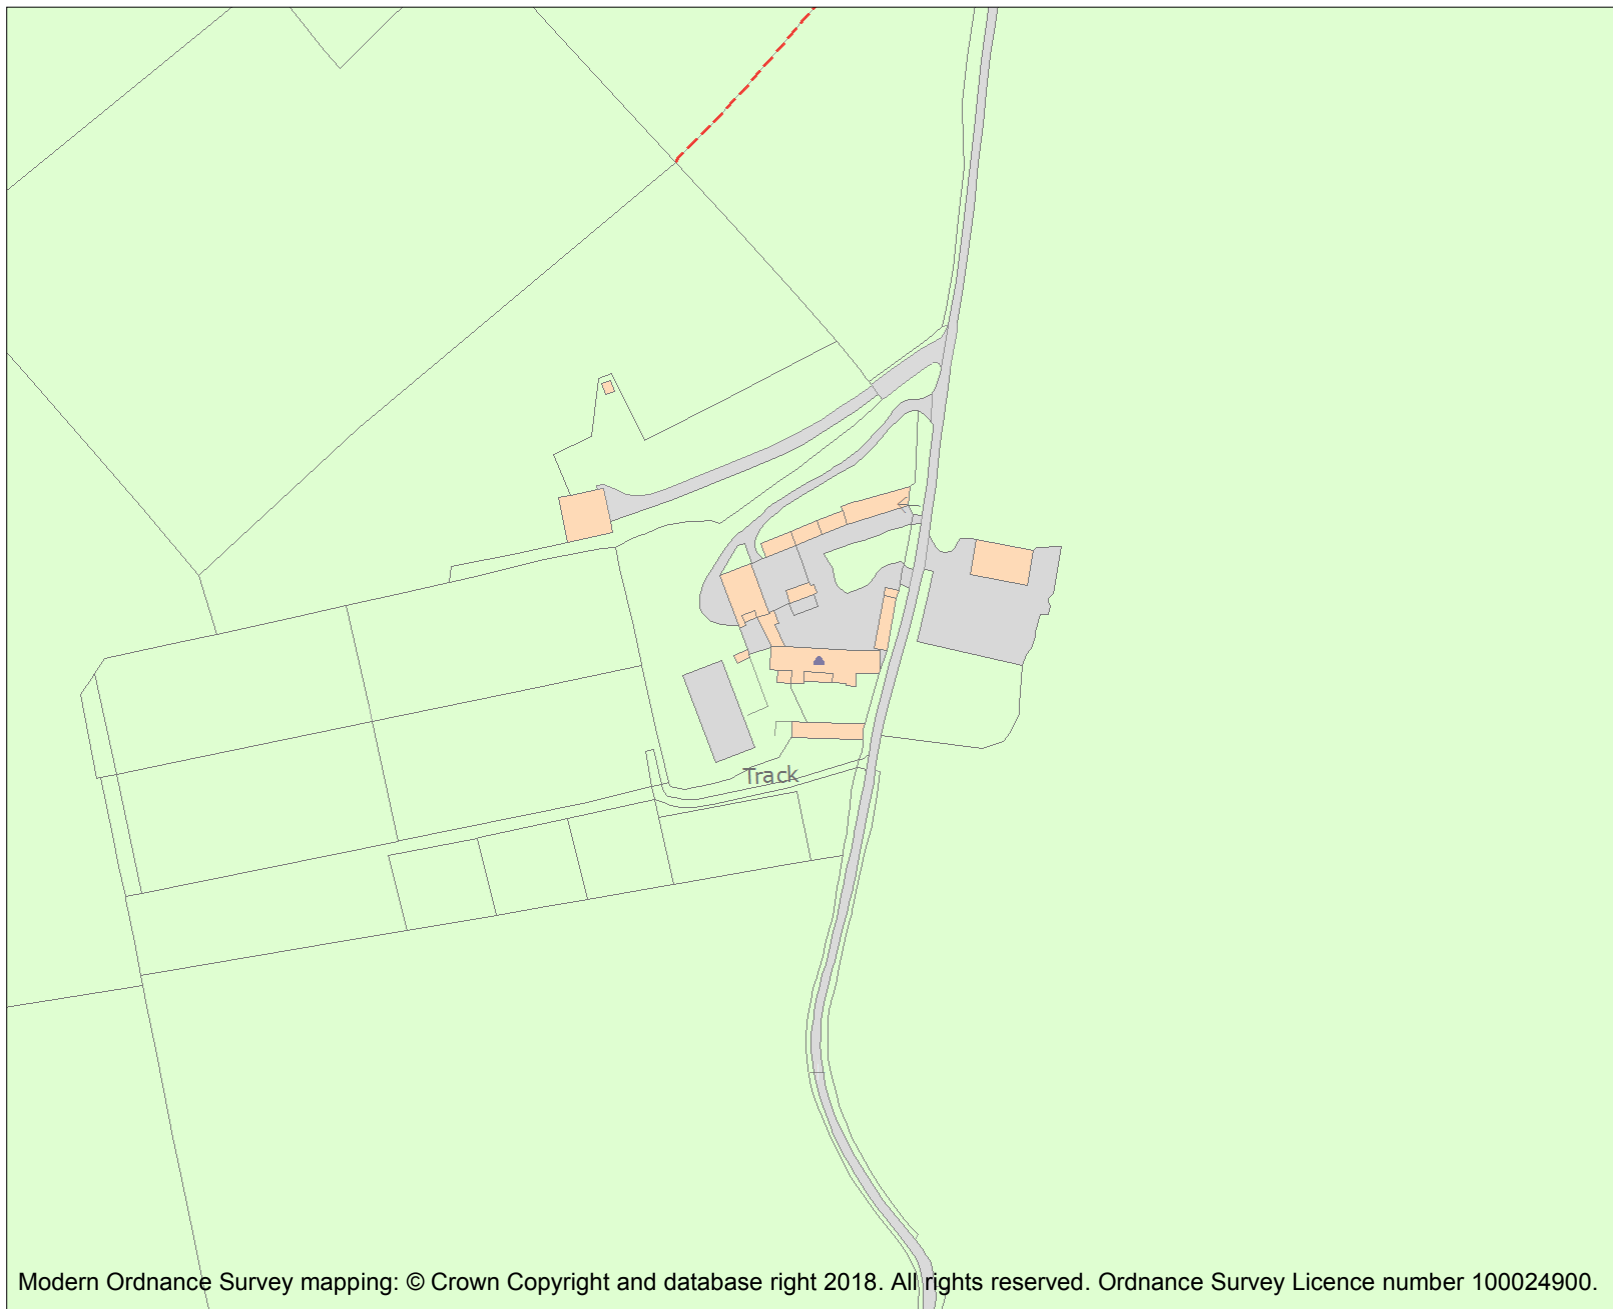 Track
Modern Ordnance Survey mapping: © Crown Copyright and database right 2018. All rights reserved. Ordnance Survey Licence number 100024900.